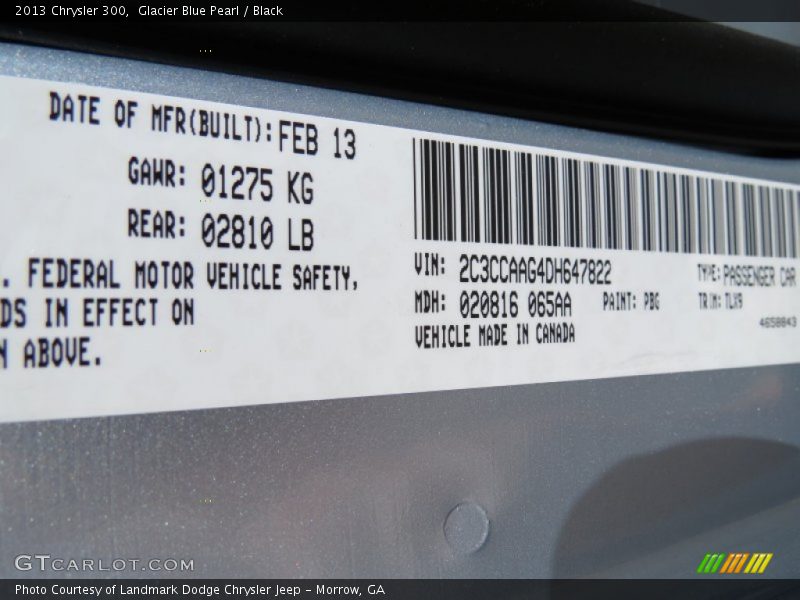 2013 Chrysler 300,  Glacier Blue Pearl / Black
DATE OF MFR(BUILT): FEB 13
GAWR: 01275 KG
REAR: 02810 LB
. FEDERAL MOTOR VEHICLE SAFETY,
DS IN EFFECT ON
N ABOVE.
VIN: 2C3CCAAG4DH647822
TYPE: PASSENGER CAR
MDH: 020816 065AA
PAINT: PBG
TRIM: TLX9
VEHICLE MADE IN CANADA
4658843
GTCARLOT.COM
Photo Courtesy of Landmark Dodge Chrysler Jeep – Morrow, GA